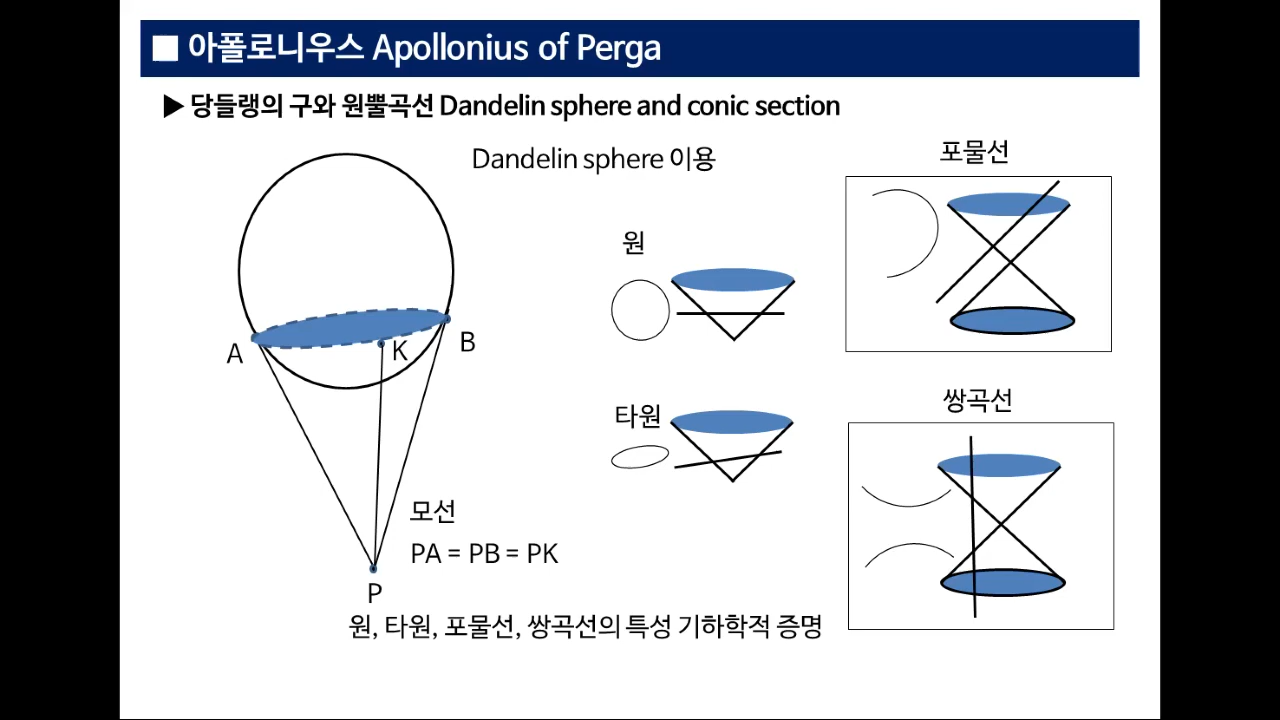 ■ 아폴로니우스 Apollonius of Perga
▶ 당들랭의 구와 원뿔곡선 Dandelin sphere and conic section
Dandelin sphere 이용
포물선
원
A
K
B
타원
쌍곡선
모선
PA = PB = PK
P
원, 타원, 포물선, 쌍곡선의 특성 기하학적 증명